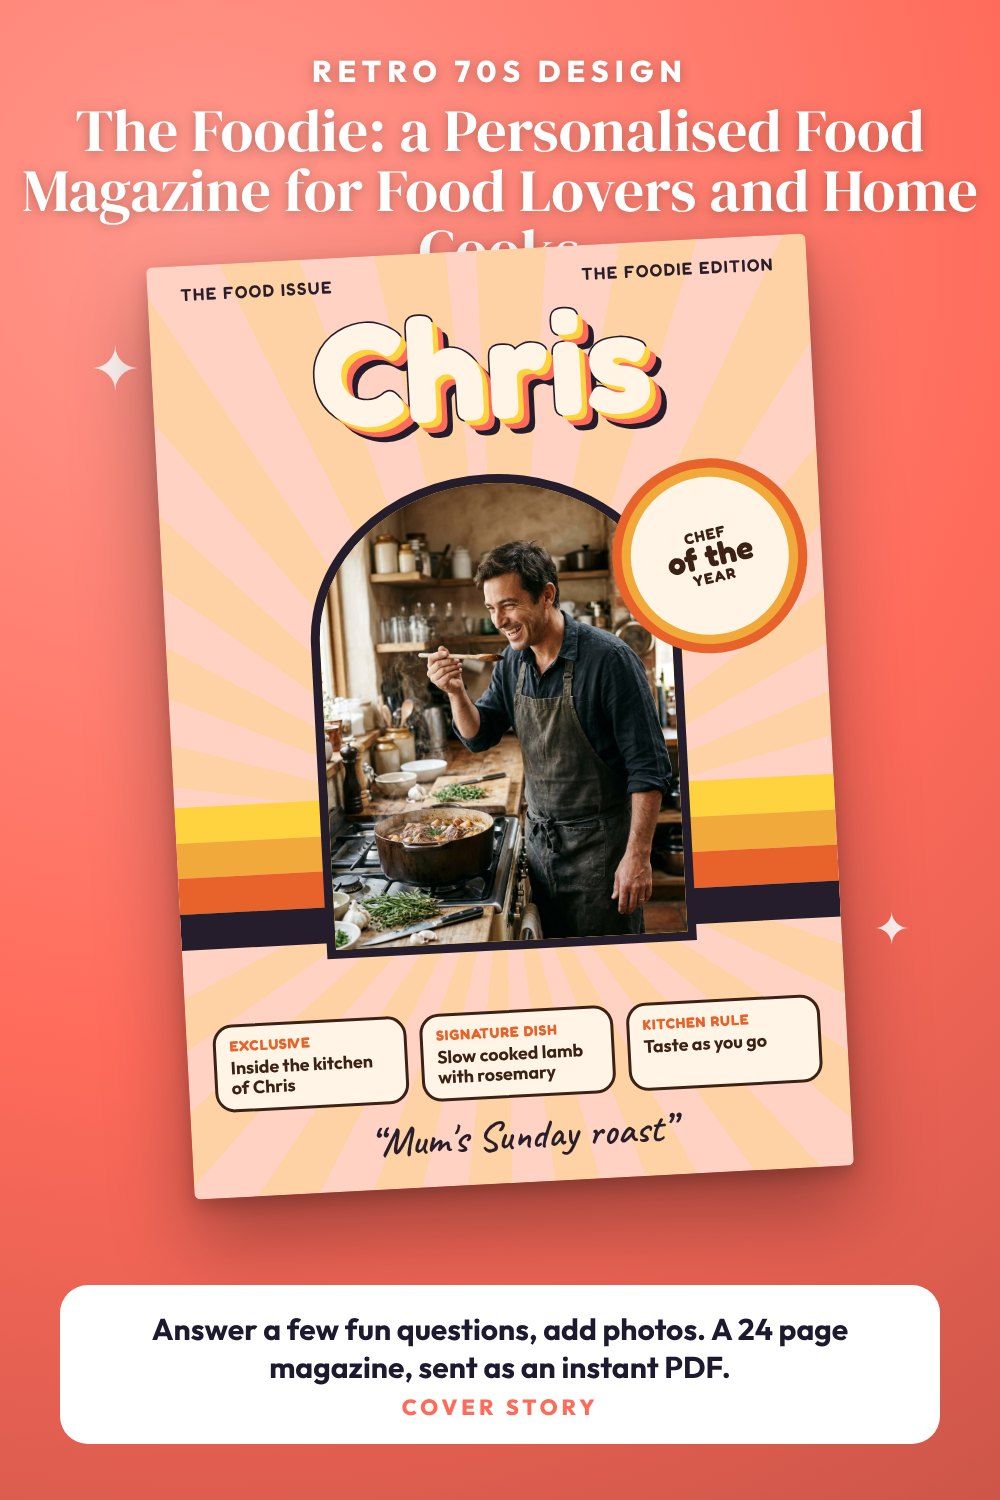 RETRO 70S DESIGN
The Foodie: a Personalised Food
Magazine for Food Lovers and Home
Cooks
THE FOOD ISSUE
THE FOODIE EDITION
Chris
CHEF
of the
YEAR
EXCLUSIVE
Inside the kitchen
of Chris
SIGNATURE DISH
Slow cooked lamb
with rosemary
KITCHEN RULE
Taste as you go
“Mum's Sunday roast”
Answer a few fun questions, add photos. A 24 page
magazine, sent as an instant PDF.
COVER STORY